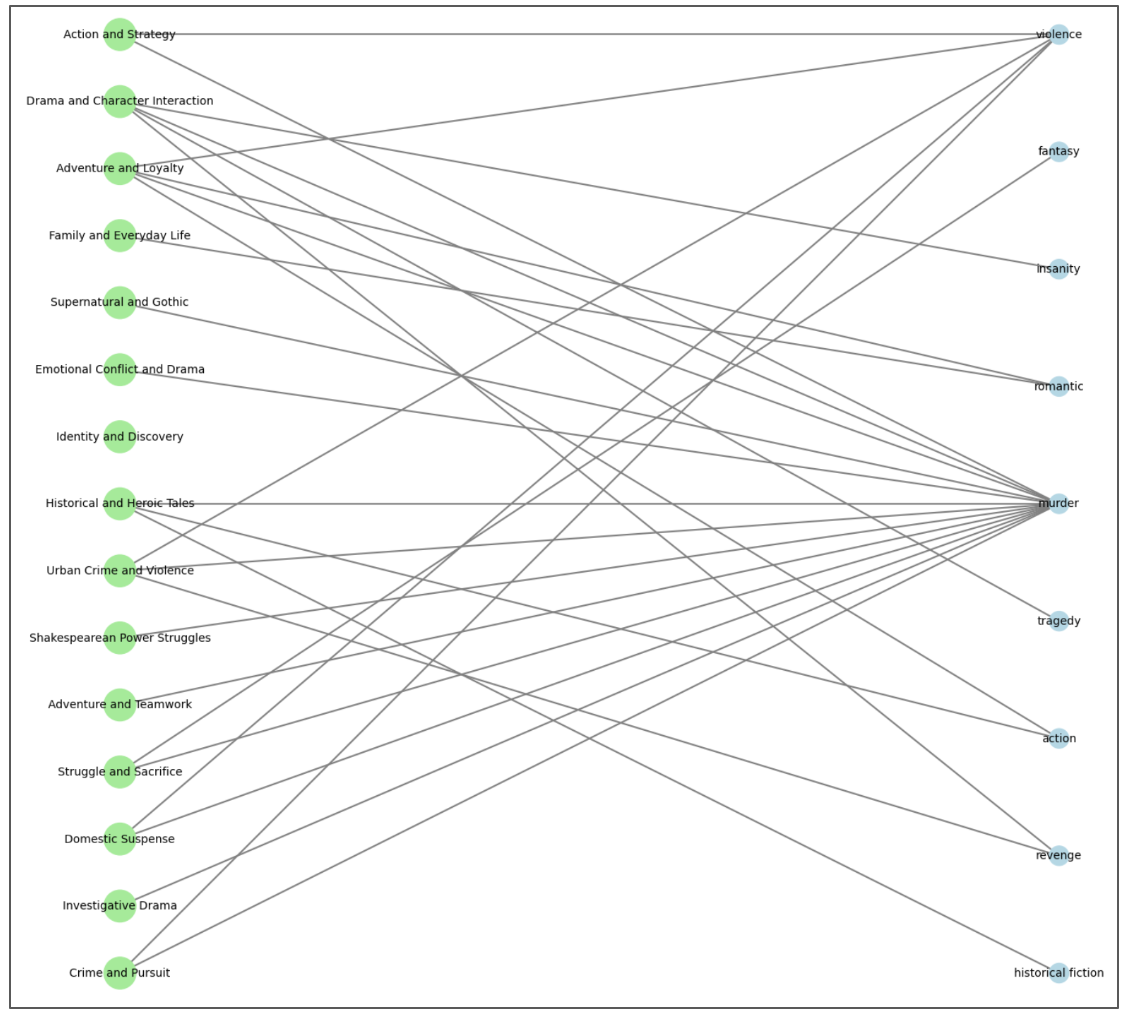 Action and Strategy
Drama and Character Interaction
Adventure and Loyalty
Family and Everyday Life
Supernatural and Gothic
Emotional Conflict and Drama
Identity and Discovery
Historical and Heroic Tales
Urban Crime and Violence
Shakespearean Power Struggles
Adventure and Teamwork
Struggle and Sacrifice
Domestic Suspense
Investigative Drama
Crime and Pursuit
violence
fantasy
insanity
romantic
murder
tragedy
action
revenge
historical fiction